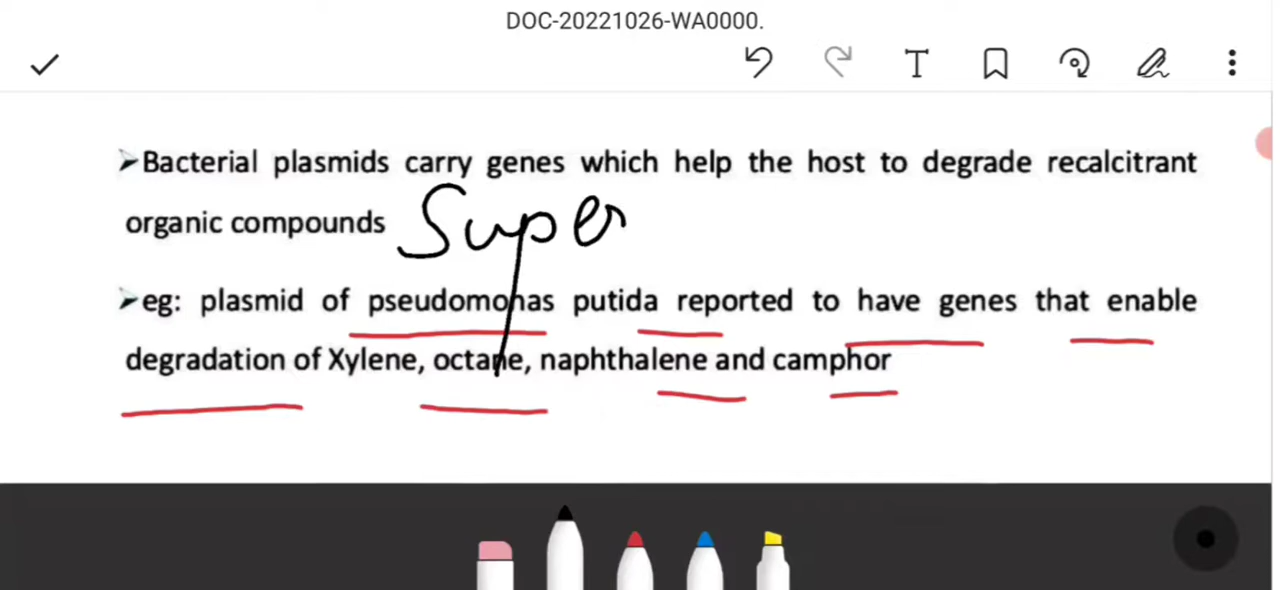 DOC-20221026-WA0000.
➤Bacterial plasmids carry genes which help the host to degrade recalcitrant
organic compounds
Super
➤eg: plasmid of pseudomonas putida reported to have genes that enable
degradation of Xylene, octane, naphthalene and camphor